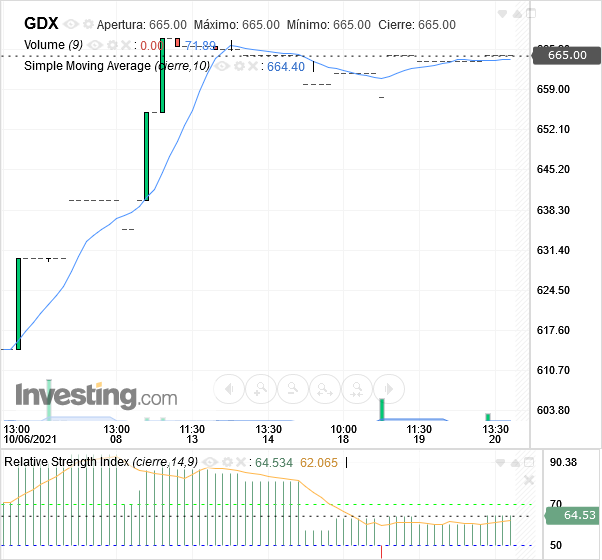 GDX Apertura: 665.00 Máximo: 665.00 Mínimo: 665.00 Cierre: 665.00
Volume (9) : 0.00 71.89
665.00
Simple Moving Average (cierre,10) : 664.40
659.00
652.10
645.20
638.30
631.40
624.50
617.60
610.70
603.80
Investing.com
13:00 13:00 11:30 13:00 10:00 11:30 13:30
10/06/2021 08 13 14 18 19 20
Relative Strength Index (cierre,14,9) : 64.534 62.065
90.38
70
64.53
50